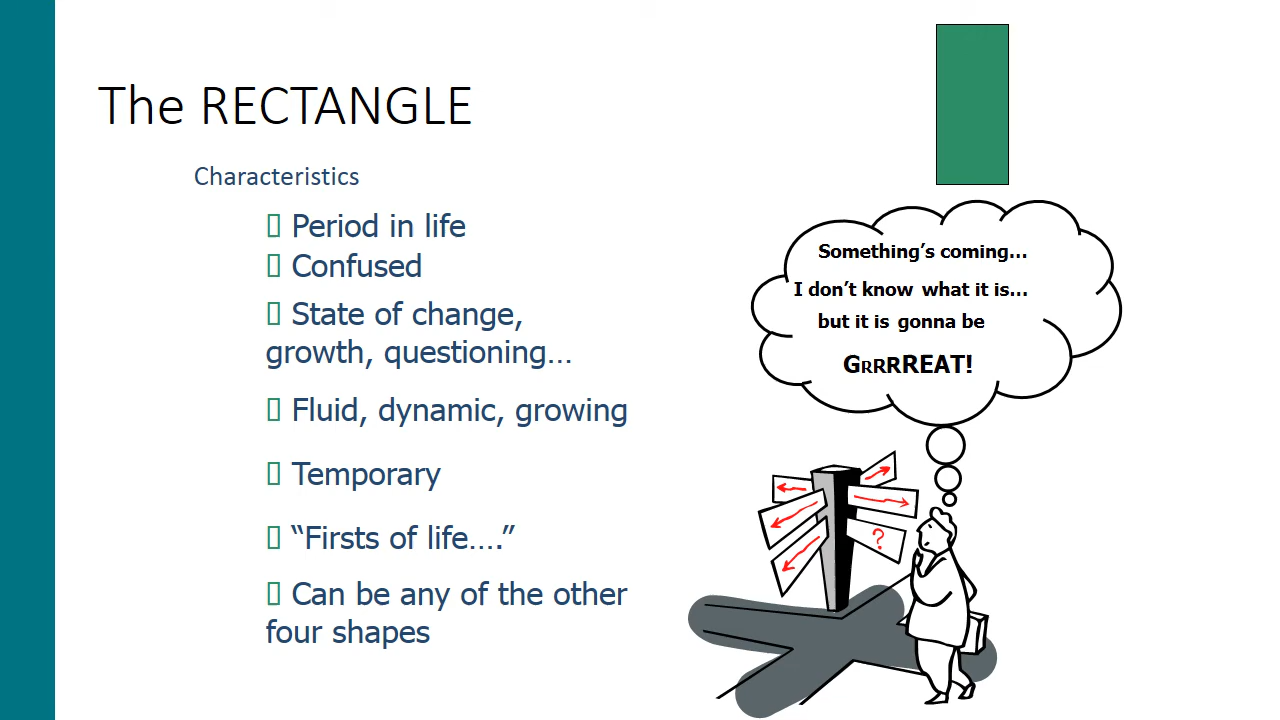 The RECTANGLE
Characteristics
▯ Period in life
▯ Confused
▯ State of change,
growth, questioning…
▯ Fluid, dynamic, growing
▯ Temporary
▯ “Firsts of life….”
▯ Can be any of the other
four shapes
Something’s coming…
I don’t know what it is…
but it is gonna be
GRRRREAT!
?